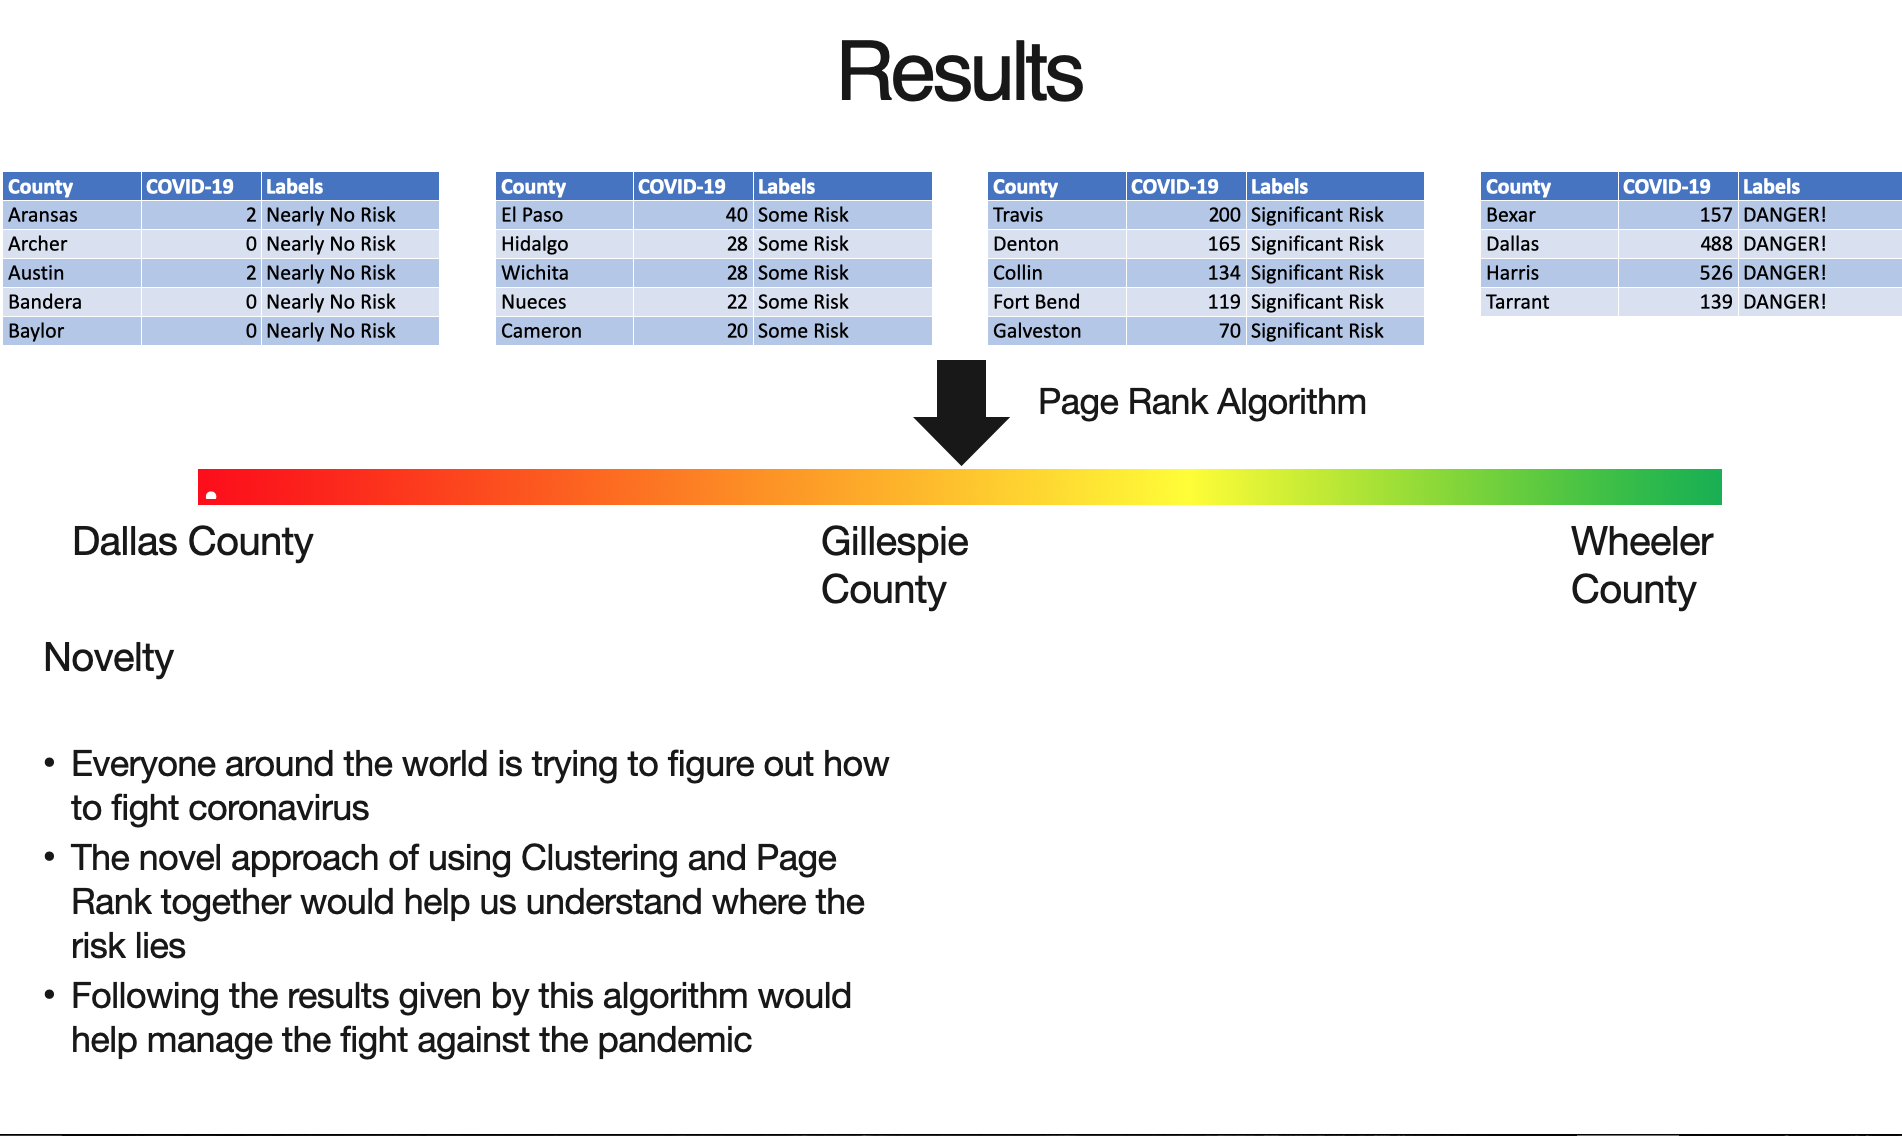 Results
County COVID-19 Labels
Aransas 2 Nearly No Risk
Archer 0 Nearly No Risk
Austin 2 Nearly No Risk
Bandera 0 Nearly No Risk
Baylor 0 Nearly No Risk
County COVID-19 Labels
El Paso 40 Some Risk
Hidalgo 28 Some Risk
Wichita 28 Some Risk
Nueces 22 Some Risk
Cameron 20 Some Risk
County COVID-19 Labels
Travis 200 Significant Risk
Denton 165 Significant Risk
Collin 134 Significant Risk
Fort Bend 119 Significant Risk
Galveston 70 Significant Risk
County COVID-19 Labels
Bexar 157 DANGER!
Dallas 488 DANGER!
Harris 526 DANGER!
Tarrant 139 DANGER!
Page Rank Algorithm
Dallas County
Gillespie
County
Wheeler
County
Novelty
• Everyone around the world is trying to figure out how
to fight coronavirus
• The novel approach of using Clustering and Page
Rank together would help us understand where the
risk lies
• Following the results given by this algorithm would
help manage the fight against the pandemic